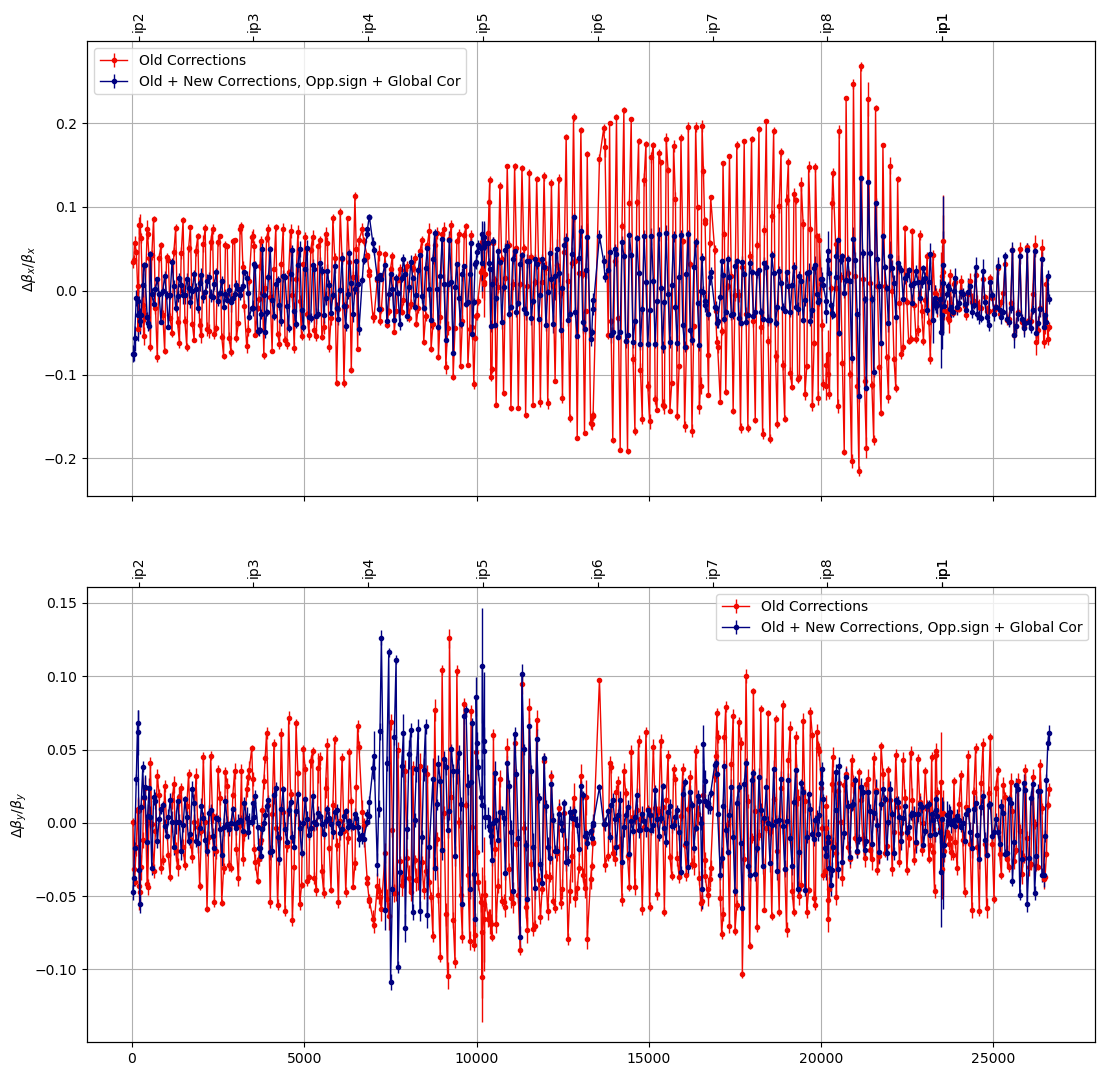 ip2 ip3 ip4 ip5 ip6 ip7 ip8 ip1
Old Corrections
Old + New Corrections, Opp.sign + Global Cor
Δβx/βx
0.2
0.1
0.0
−0.1
−0.2
ip2 ip3 ip4 ip5 ip6 ip7 ip8 ip1
Old Corrections
Old + New Corrections, Opp.sign + Global Cor
Δβy/βy
0.15
0.10
0.05
0.00
−0.05
−0.10
0 5000 10000 15000 20000 25000